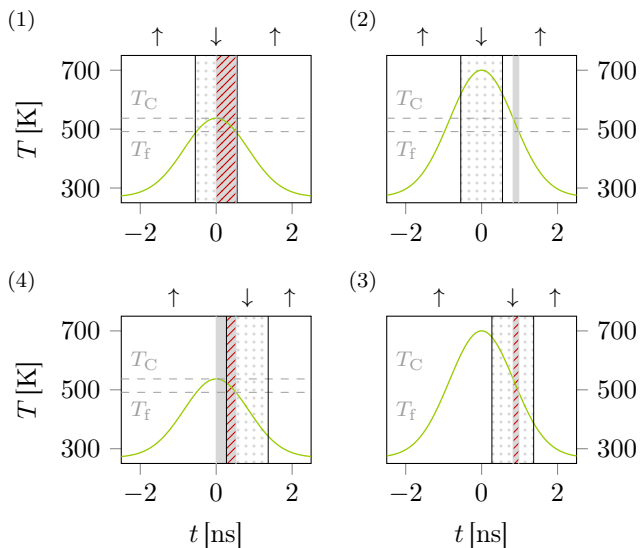 (1) ↑ ↓ ↑ (2) ↑ ↓ ↑
T [K] 700 500 300 T_C T_f T_C T_f 700 500 300
−2 0 2 −2 0 2
(4) ↑ ↓ ↑ (3) ↑ ↓ ↑
T [K] 700 500 300 T_C T_f T_C T_f 700 500 300
−2 0 2 −2 0 2
t [ns] t [ns]